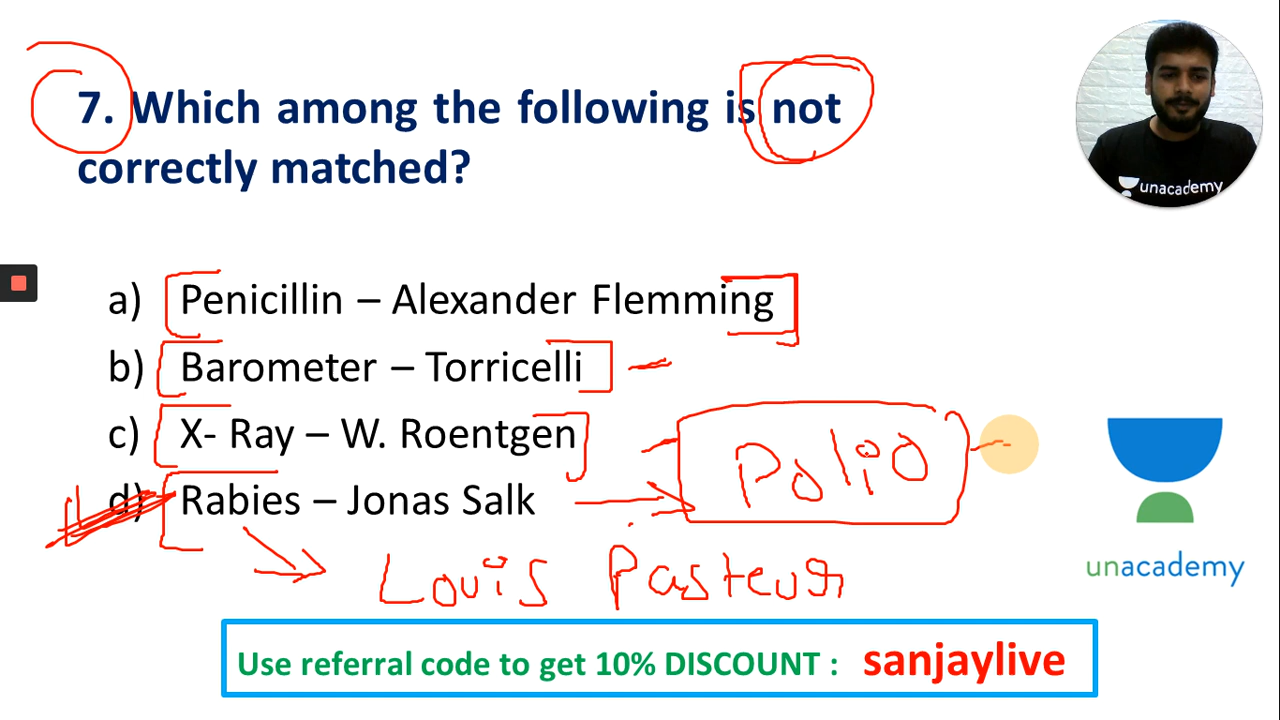 7. Which among the following is not
correctly matched?
unacademy
a) Penicillin – Alexander Flemming
b) Barometer – Torricelli
c) X- Ray – W. Roentgen
Polio
d) Rabies – Jonas Salk
Louis Pasteur
unacademy
Use referral code to get 10% DISCOUNT : sanjaylive